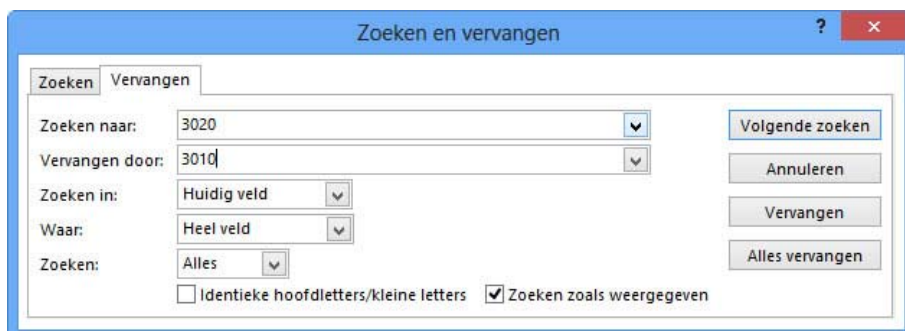 Zoeken en vervangen ?
Zoeken Vervangen
Zoeken naar: 3020 Volgende zoeken
Vervangen door: 3010 Annuleren
Zoeken in: Huidig veld Vervangen
Waar: Heel veld
Zoeken: Alles Alles vervangen
Identieke hoofdletters/kleine letters Zoeken zoals weergegeven